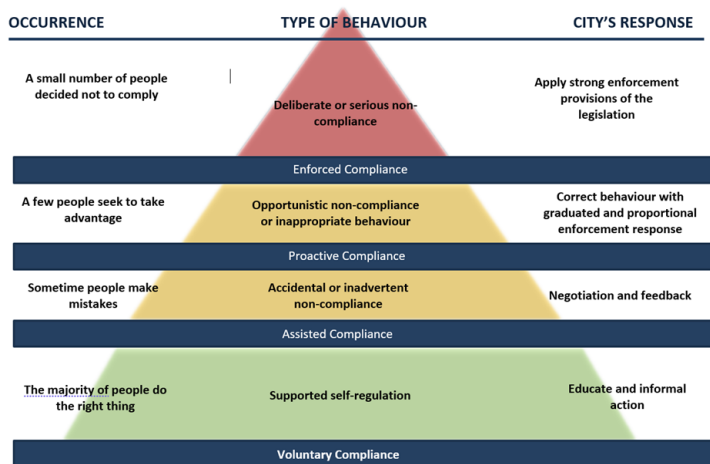 OCCURRENCE TYPE OF BEHAVIOUR CITY'S RESPONSE
A small number of people
decided not to comply
Deliberate or serious non-
compliance
Apply strong enforcement
provisions of the
legislation
Enforced Compliance
A few people seek to take
advantage
Opportunistic non-compliance
or inappropriate behaviour
Correct behaviour with
graduated and proportional
enforcement response
Proactive Compliance
Sometime people make
mistakes
Accidental or inadvertent
non-compliance
Negotiation and feedback
Assisted Compliance
The majority of people do
the right thing
Supported self-regulation
Educate and informal
action
Voluntary Compliance